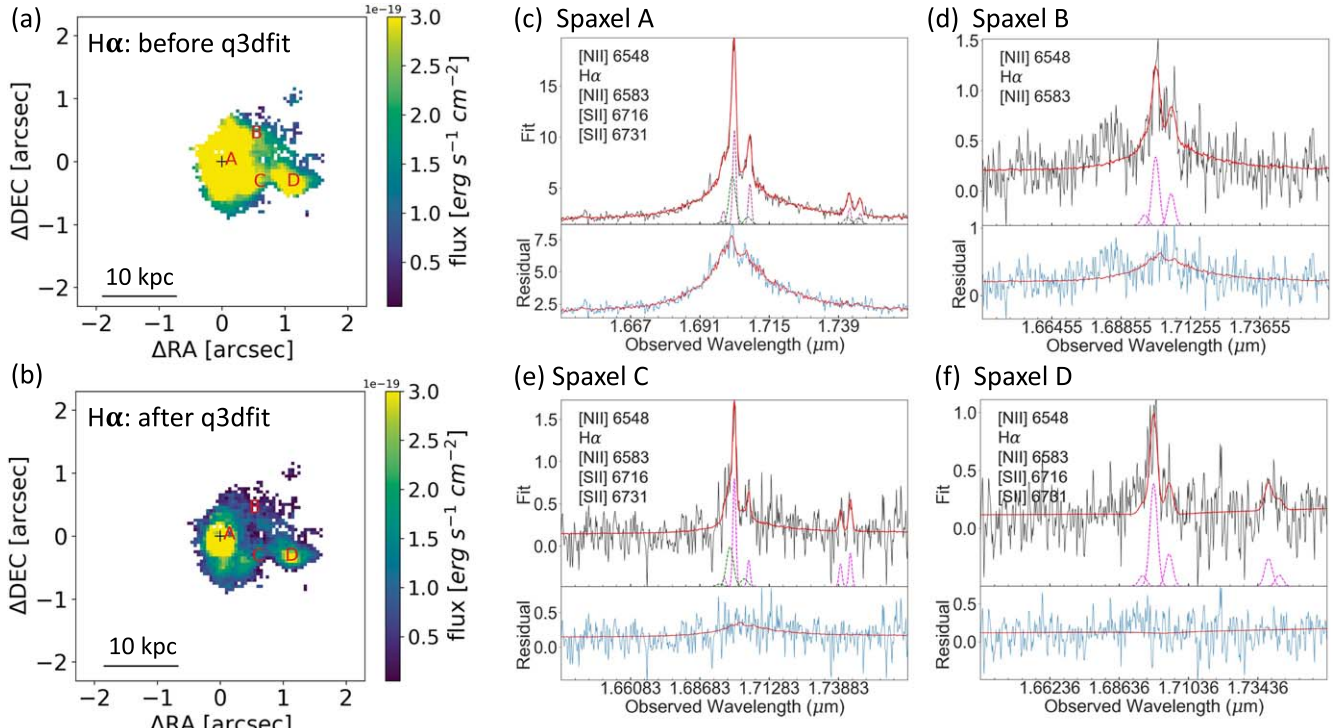 (a)
1e−19
Hα: before q3dfit
2
1
0
−1
−2
ΔDEC [arcsec]
A
B
C
D
10 kpc
−2 −1 0 1 2
ΔRA [arcsec]
3.0
2.5
2.0
1.5
1.0
0.5
flux [erg s⁻¹ cm⁻²]
(c) Spaxel A
[NII] 6548
Hα
[NII] 6583
[SII] 6716
[SII] 6731
15
10
5
Fit
7.5
5.0
2.5
Residual
1.667 1.691 1.715 1.739
Observed Wavelength (μm)
(d) Spaxel B
[NII] 6548
Hα
[NII] 6583
1.5
1.0
0.5
0.0
Fit
1
0
Residual
1.66455 1.68855 1.71255 1.73655
Observed Wavelength (μm)
(b)
1e−19
Hα: after q3dfit
2
1
0
−1
−2
ΔDEC [arcsec]
A
B
C
D
10 kpc
−2 −1 0 1 2
ΔRA [arcsec]
3.0
2.5
2.0
1.5
1.0
0.5
flux [erg s⁻¹ cm⁻²]
(e) Spaxel C
[NII] 6548
Hα
[NII] 6583
[SII] 6716
[SII] 6731
1.5
1.0
0.5
0.0
Fit
0.5
0.0
Residual
1.66083 1.68683 1.71283 1.73883
Observed Wavelength (μm)
(f) Spaxel D
[NII] 6548
Hα
[NII] 6583
[SII] 6716
[SII] 6731
1.0
0.5
0.0
Fit
0.5
0.0
Residual
1.66236 1.68636 1.71036 1.73436
Observed Wavelength (μm)